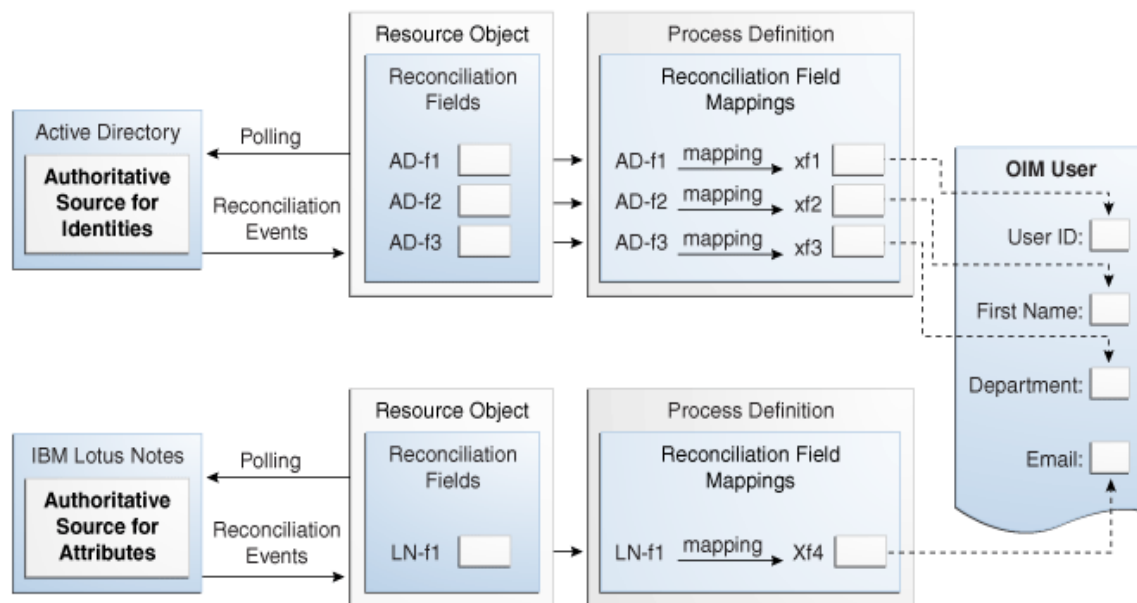 Resource Object
Process Definition
Reconciliation
Fields
Reconciliation Field
Mappings
Active Directory
Authoritative
Source for
Identities
Polling
Reconciliation
Events
AD-f1
AD-f2
AD-f3
AD-f1 mapping xf1
AD-f2 mapping xf2
AD-f3 mapping xf3
OIM User
User ID:
First Name:
Department:
Email:
Resource Object
Process Definition
Reconciliation
Fields
Reconciliation Field
Mappings
IBM Lotus Notes
Authoritative
Source for
Attributes
Polling
Reconciliation
Events
LN-f1
LN-f1 mapping Xf4